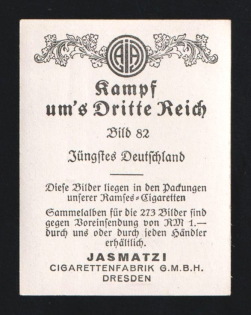 Kampf
um's Dritte Reich
Bild 82
Jüngstes Deutschland
Diese Bilder liegen in den Packungen
unserer Ramses=Cigaretten
Sammelalben für die 273 Bilder sind
gegen Voreinsendung von RM 1.—
durch uns oder durch jeden Händler
erhältlich.
JASMATZI
CIGARETTENFABRIK G.M.B.H.
DRESDEN